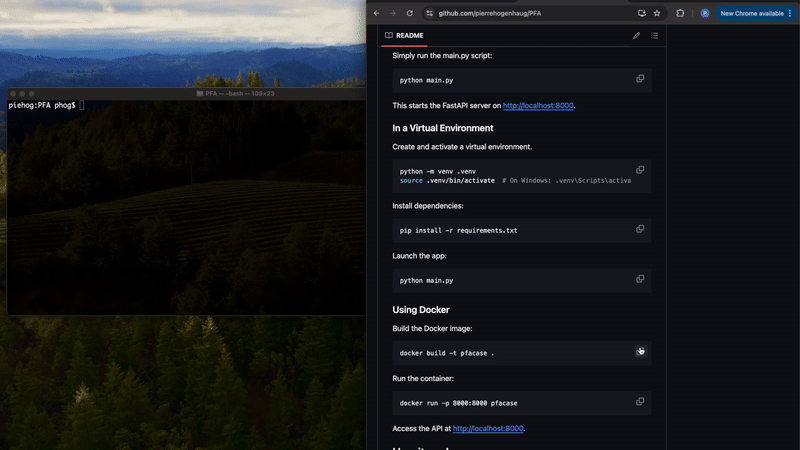 github.com/pierrehogenhaug/PFA
New Chrome available
README
Simply run the main.py script:
python main.py
This starts the FastAPI server on http://localhost:8000.
In a Virtual Environment
Create and activate a virtual environment.
python -m venv .venv
source .venv/bin/activate  # On Windows: .venv\Scripts\activa
Install dependencies:
pip install -r requirements.txt
Launch the app:
python main.py
Using Docker
Build the Docker image:
docker build -t pfacase .
Run the container:
docker run -p 8000:8000 pfacase
Access the API at http://localhost:8000.
PFA — -bash — 109×23
piehog:PFA phog$